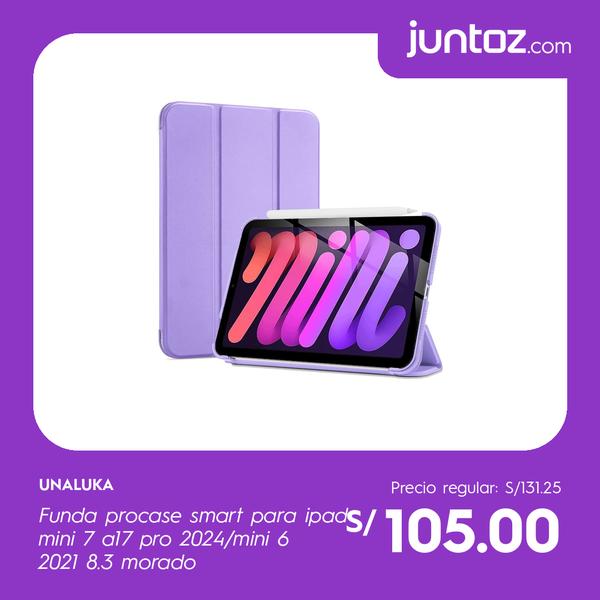 juntoz.com
UNALUKA
Funda procase smart para ipad
mini 7 a17 pro 2024/mini 6
2021 8.3 morado
Precio regular: S/131.25
S/ 105.00